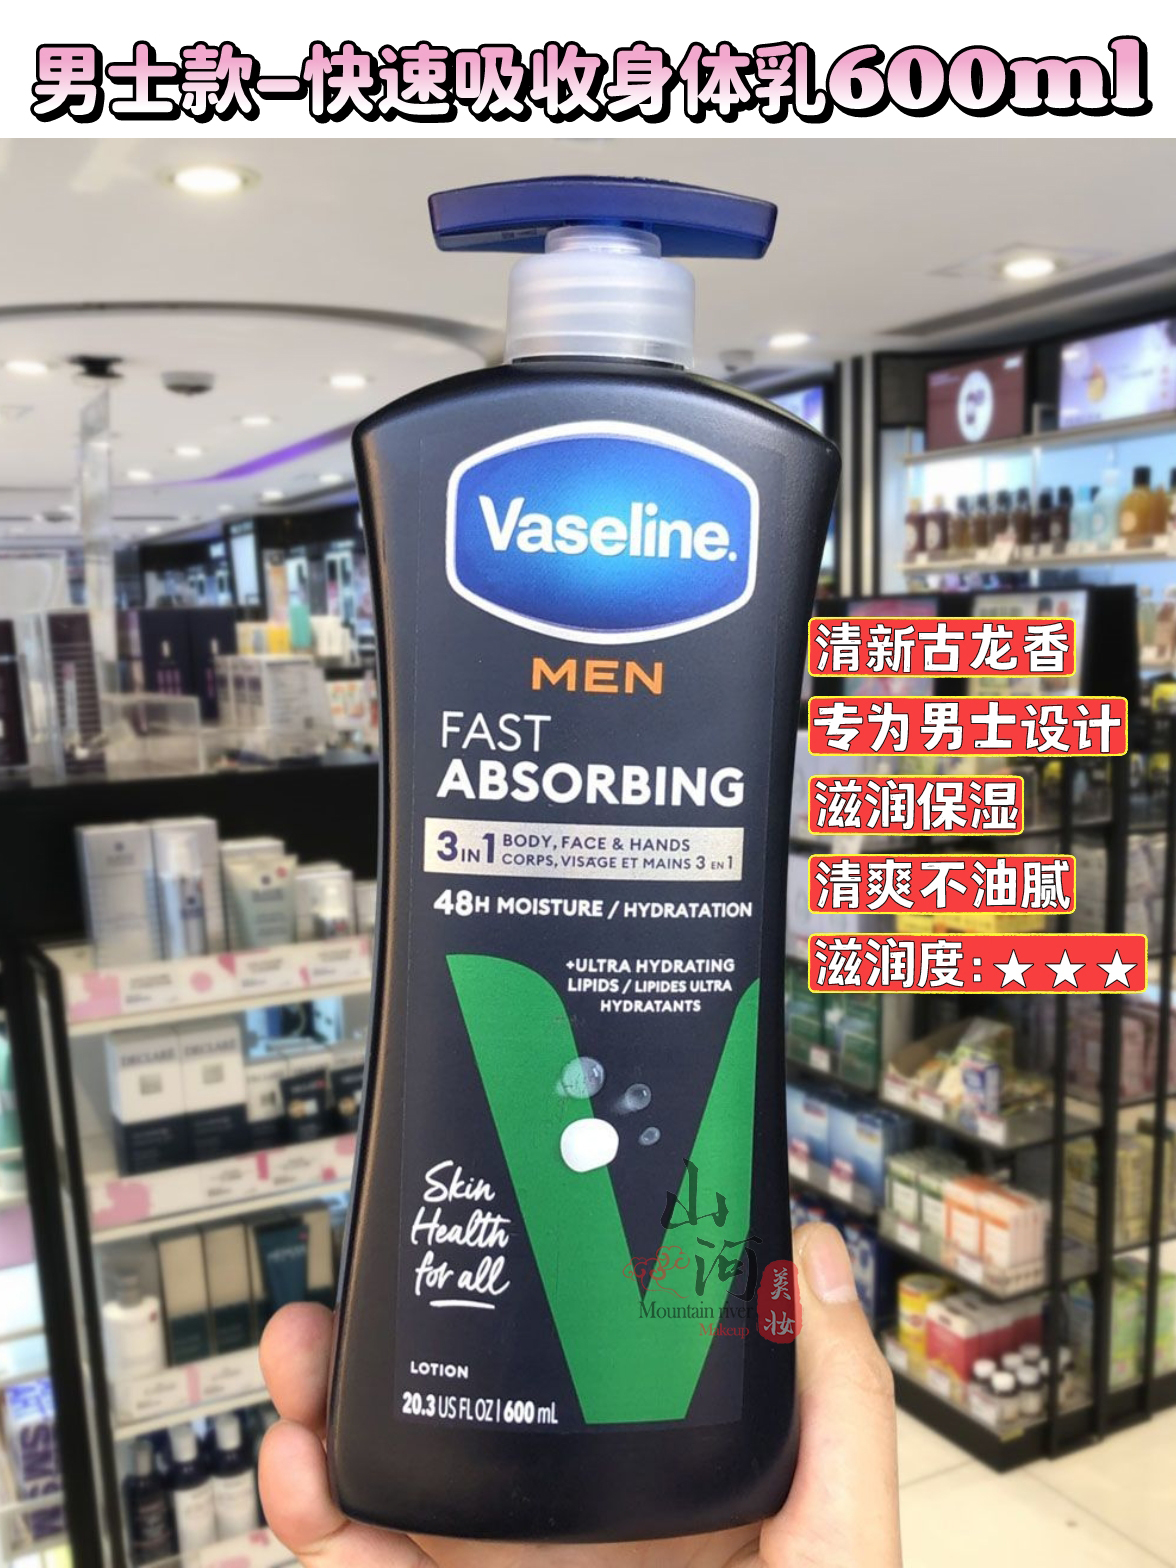 男士款-快速吸收身体乳600ml
Vaseline.
MEN
FAST
ABSORBING
3 IN 1 BODY, FACE & HANDS
CORPS, VISAGE ET MAINS 3 EN 1
48H MOISTURE / HYDRATATION
+ULTRA HYDRATING
LIPIDS / LIPIDES ULTRA
HYDRATANTS
Skin
Health
for all
LOTION
20.3 US FL OZ | 600 mL
清新古龙香
专为男士设计
滋润保湿
清爽不油腻
滋润度:★★★
山河
美妆
Mountain river
Makeup